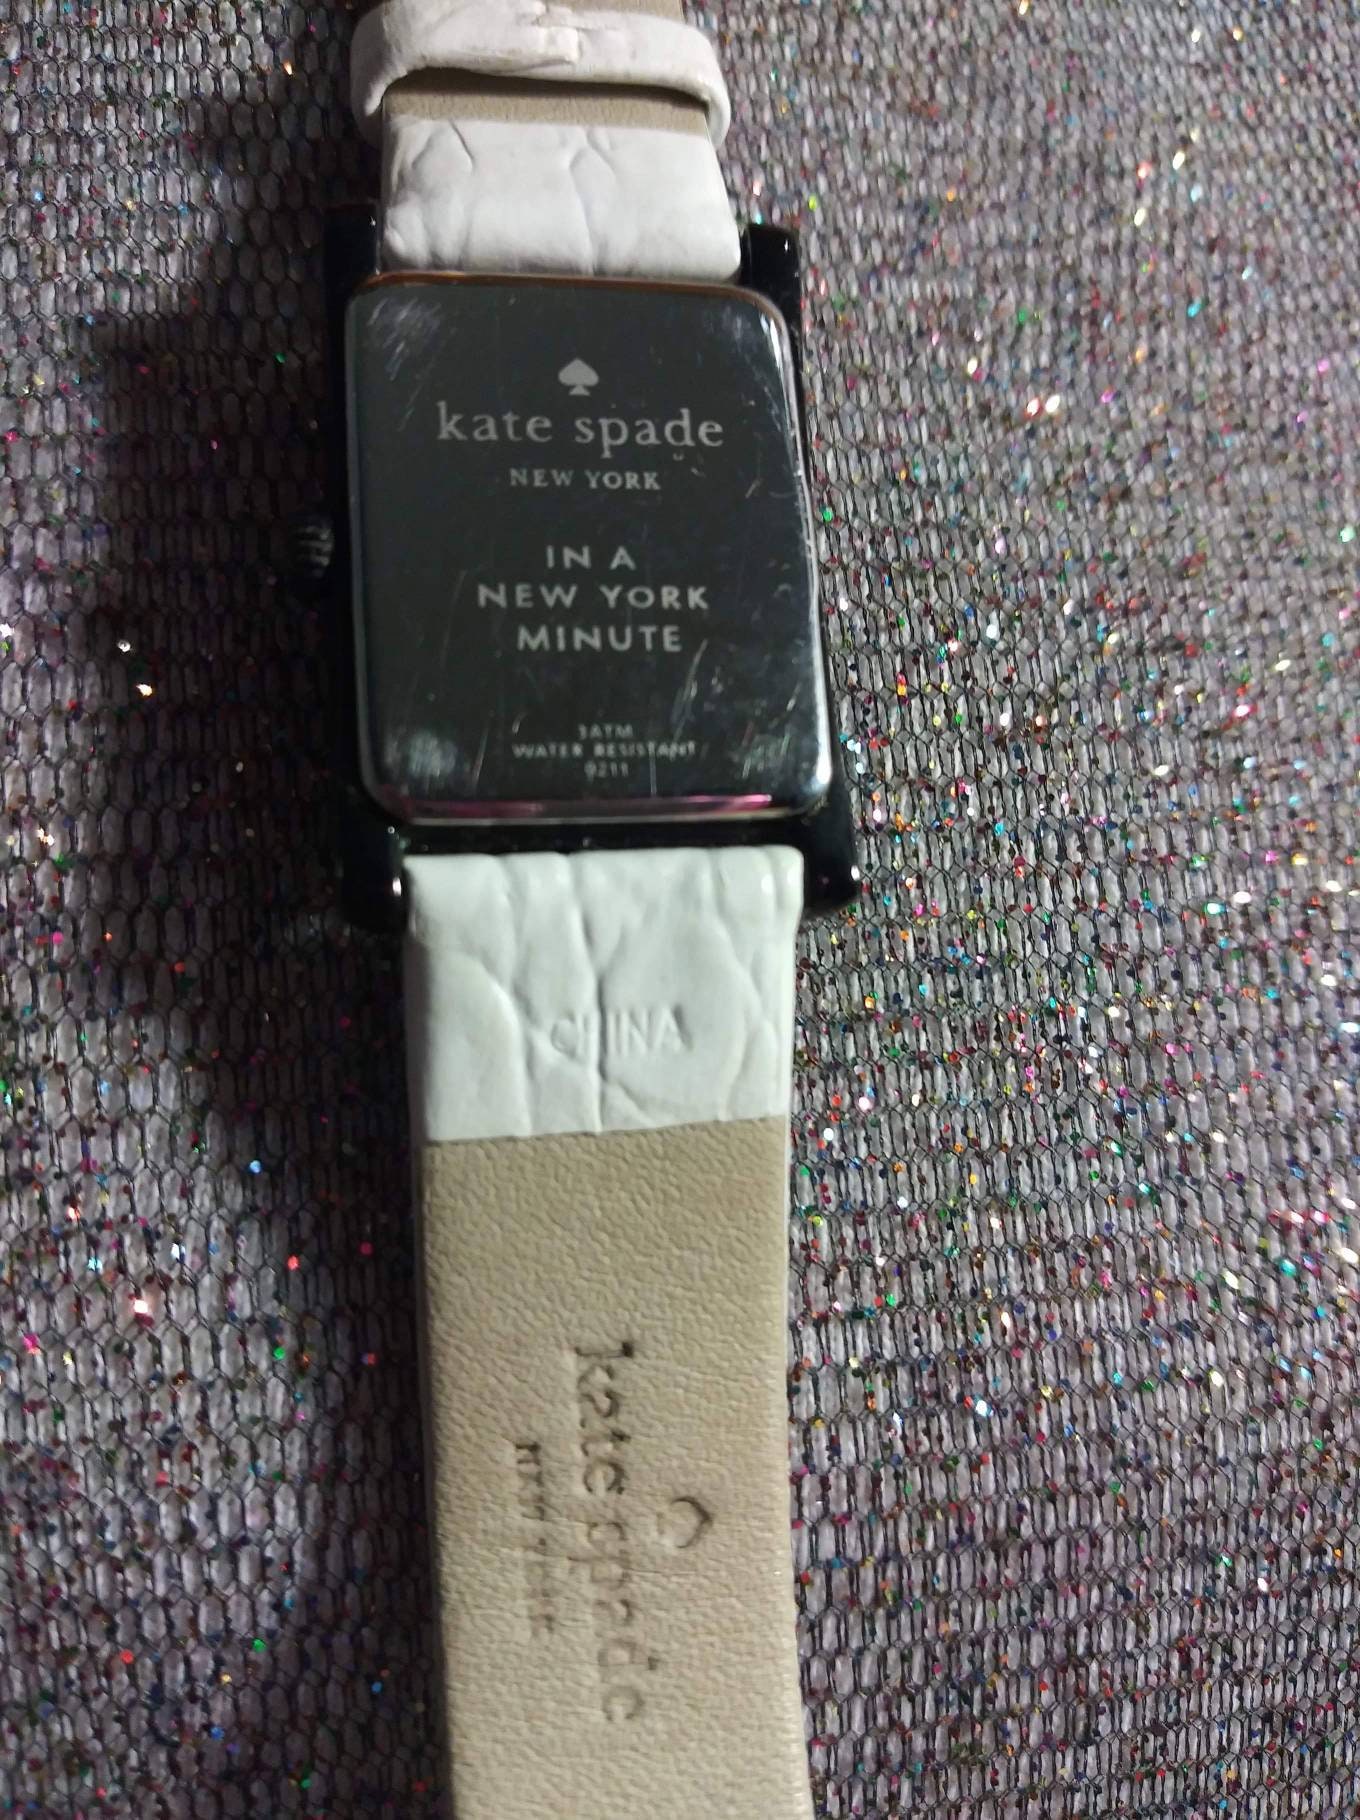 kate spade
NEW YORK
IN A
NEW YORK
MINUTE
3ATM
WATER RESISTANT
CHINA
kate spade